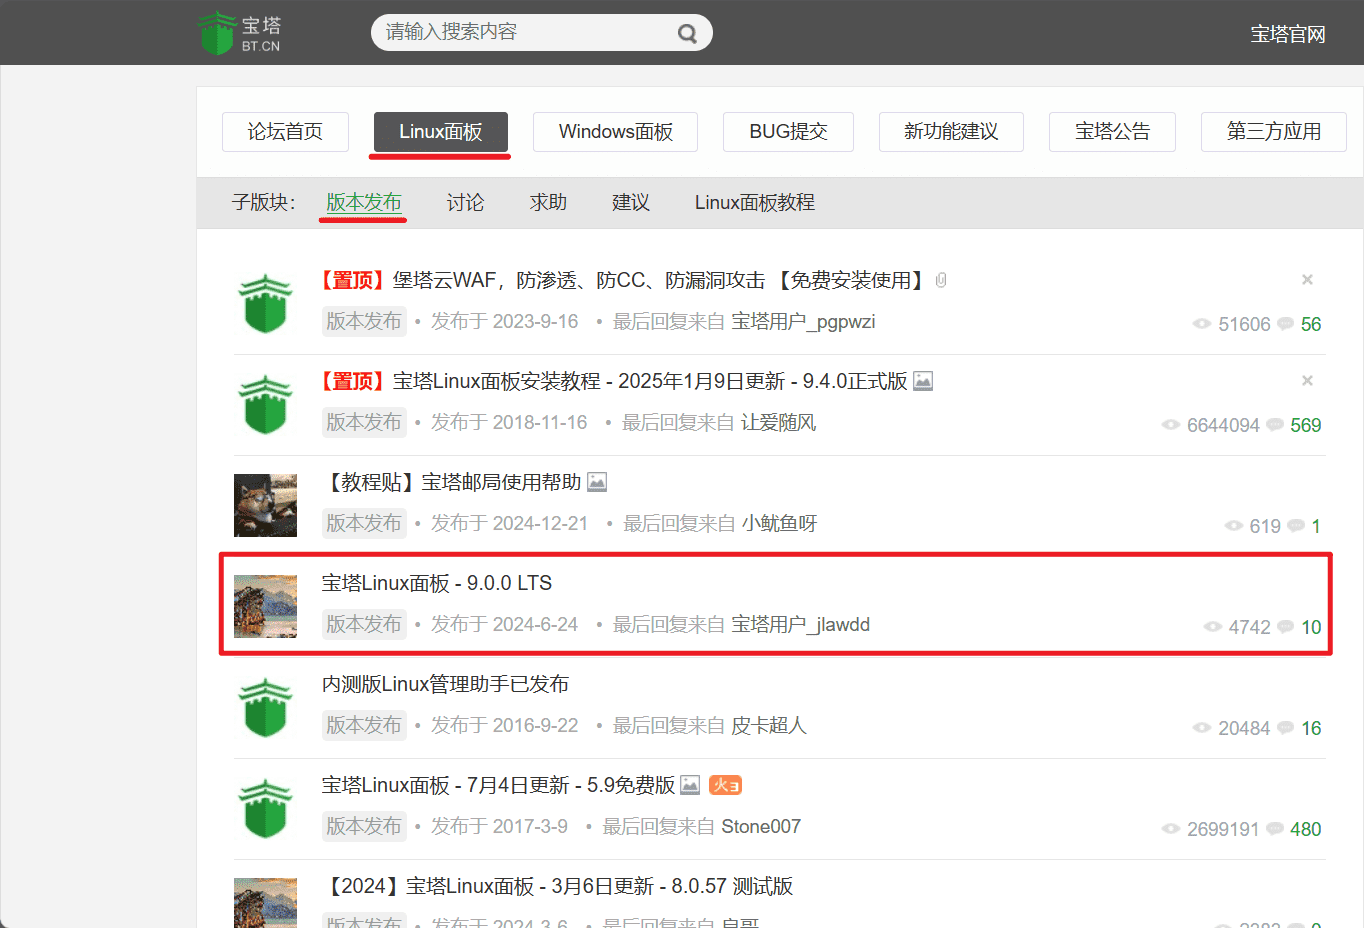 宝塔
BT.CN
请输入搜索内容
宝塔官网
论坛首页 Linux面板 Windows面板 BUG提交 新功能建议 宝塔公告 第三方应用
子版块： 版本发布 讨论 求助 建议 Linux面板教程
【置顶】堡塔云WAF，防渗透、防CC、防漏洞攻击 【免费安装使用】
版本发布 • 发布于 2023-9-16 • 最后回复来自 宝塔用户_pgpwzi 51606 56
【置顶】宝塔Linux面板安装教程 - 2025年1月9日更新 - 9.4.0正式版
版本发布 • 发布于 2018-11-16 • 最后回复来自 让爱随风 6644094 569
【教程贴】宝塔邮局使用帮助
版本发布 • 发布于 2024-12-21 • 最后回复来自 小鱿鱼呀 619 1
宝塔Linux面板 - 9.0.0 LTS
版本发布 • 发布于 2024-6-24 • 最后回复来自 宝塔用户_jlawdd 4742 10
内测版Linux管理助手已发布
版本发布 • 发布于 2016-9-22 • 最后回复来自 皮卡超人 20484 16
宝塔Linux面板 - 7月4日更新 - 5.9免费版 火3
版本发布 • 发布于 2017-3-9 • 最后回复来自 Stone007 2699191 480
【2024】宝塔Linux面板 - 3月6日更新 - 8.0.57 测试版
版本发布 • 发布于 2024-3-6 • 最后回复来自